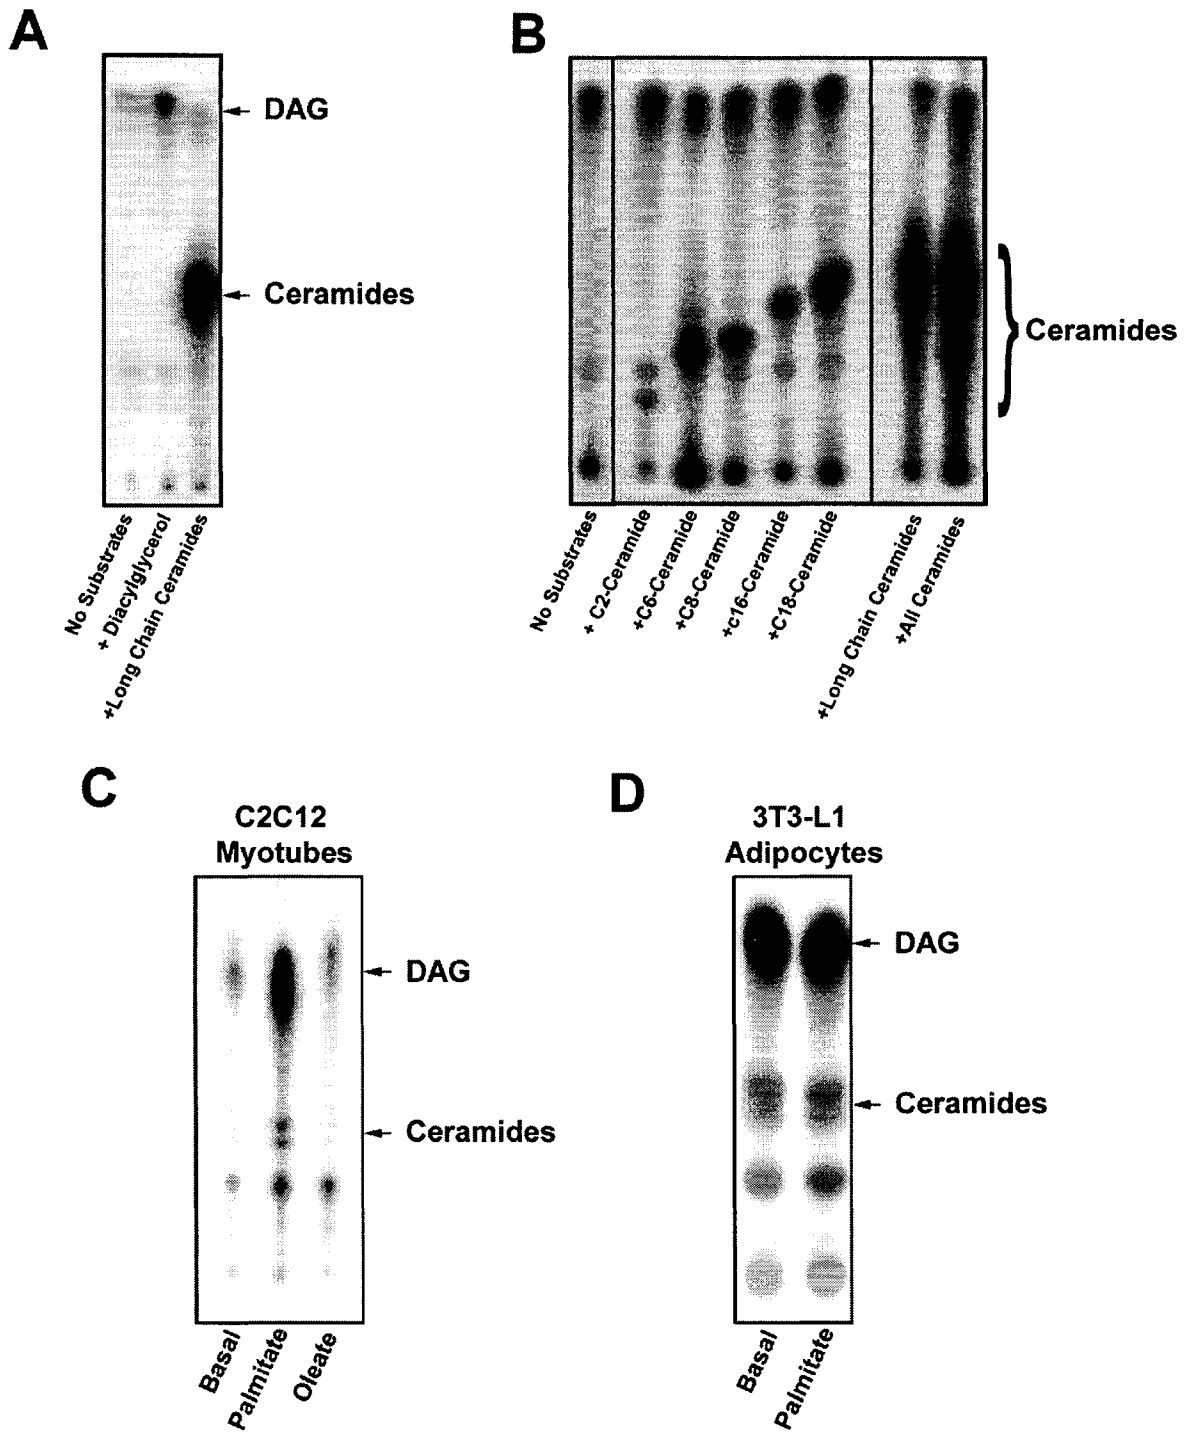 A
DAG
Ceramides
No Substrates
+ Diacylglycerol
+Long Chain Ceramides
B
Ceramides
No Substrates
+ C2-Ceramide
+C6-Ceramide
+C8-Ceramide
+c16-Ceramide
+C18-Ceramide
+Long Chain Ceramides
+All Ceramides
C
C2C12
Myotubes
DAG
Ceramides
Basal
Palmitate
Oleate
D
3T3-L1
Adipocytes
DAG
Ceramides
Basal
Palmitate